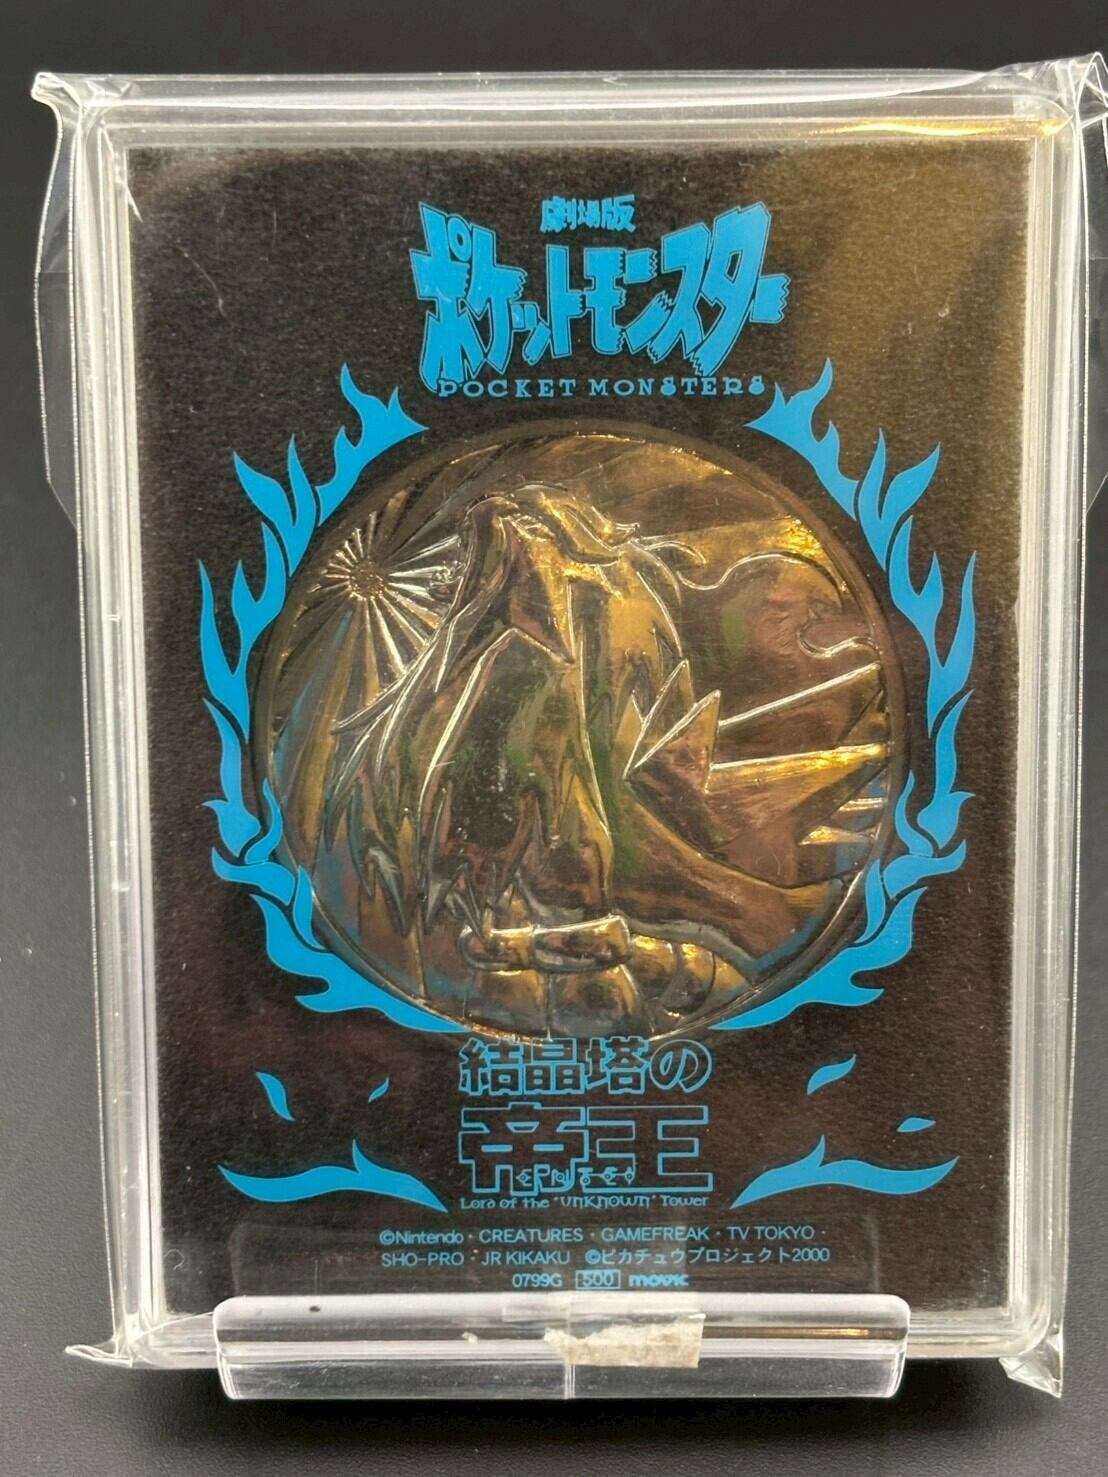 劇場版
ポケットモンスター
POCKET MONSTERS
結晶塔の
帝王
ENTEI
Lord of the "UNKNOWN" Tower
©Nintendo・CREATURES・GAMEFREAK・TV TOKYO・
SHO-PRO・JR KIKAKU ©ピカチュウプロジェクト2000
0799G 500 movic